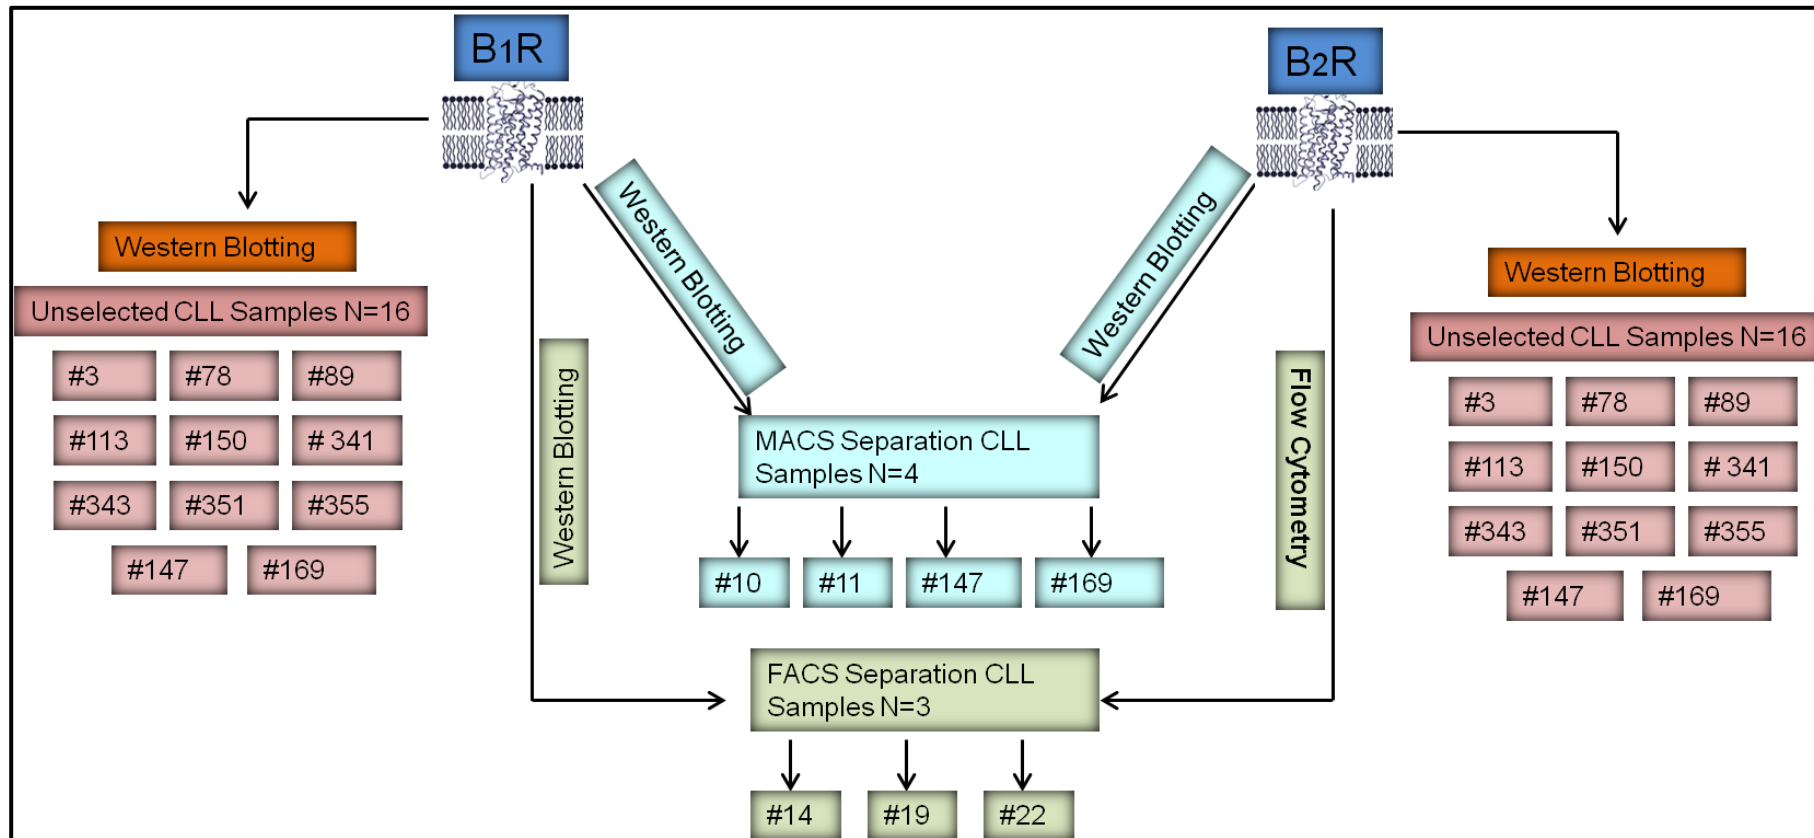 B1R
B2R
Western Blotting
Unselected CLL Samples N=16
#3
#78
#89
#113
#150
# 341
#343
#351
#355
#147
#169
Western Blotting
Western Blotting
Western Blotting
Flow Cytometry
MACS Separation CLL
Samples N=4
#10
#11
#147
#169
FACS Separation CLL
Samples N=3
#14
#19
#22
Western Blotting
Unselected CLL Samples N=16
#3
#78
#89
#113
#150
# 341
#343
#351
#355
#147
#169